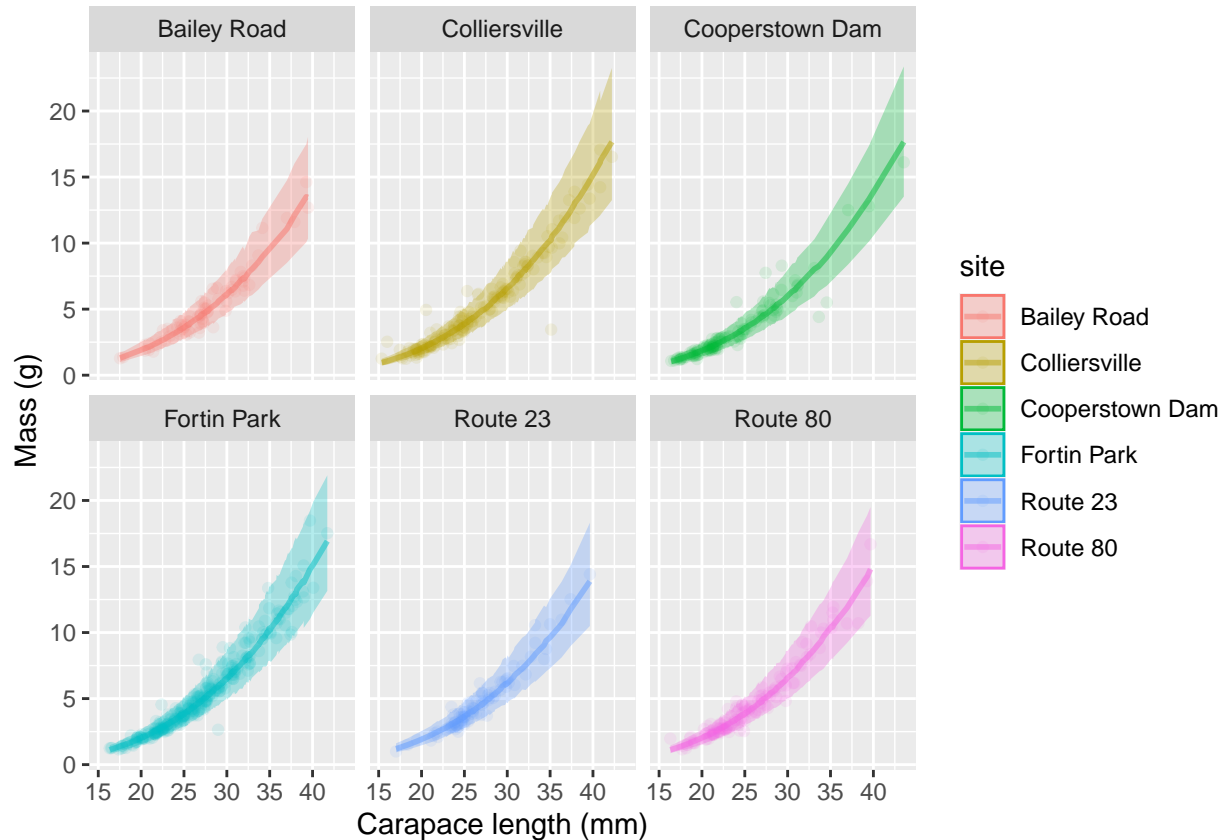 Bailey Road
Colliersville
Cooperstown Dam
20
15
10
5
0
Fortin Park
Route 23
Route 80
20
15
10
5
0
15 20 25 30 35 40
15 20 25 30 35 40
15 20 25 30 35 40
Carapace length (mm)
Mass (g)
site
Bailey Road
Colliersville
Cooperstown Dam
Fortin Park
Route 23
Route 80